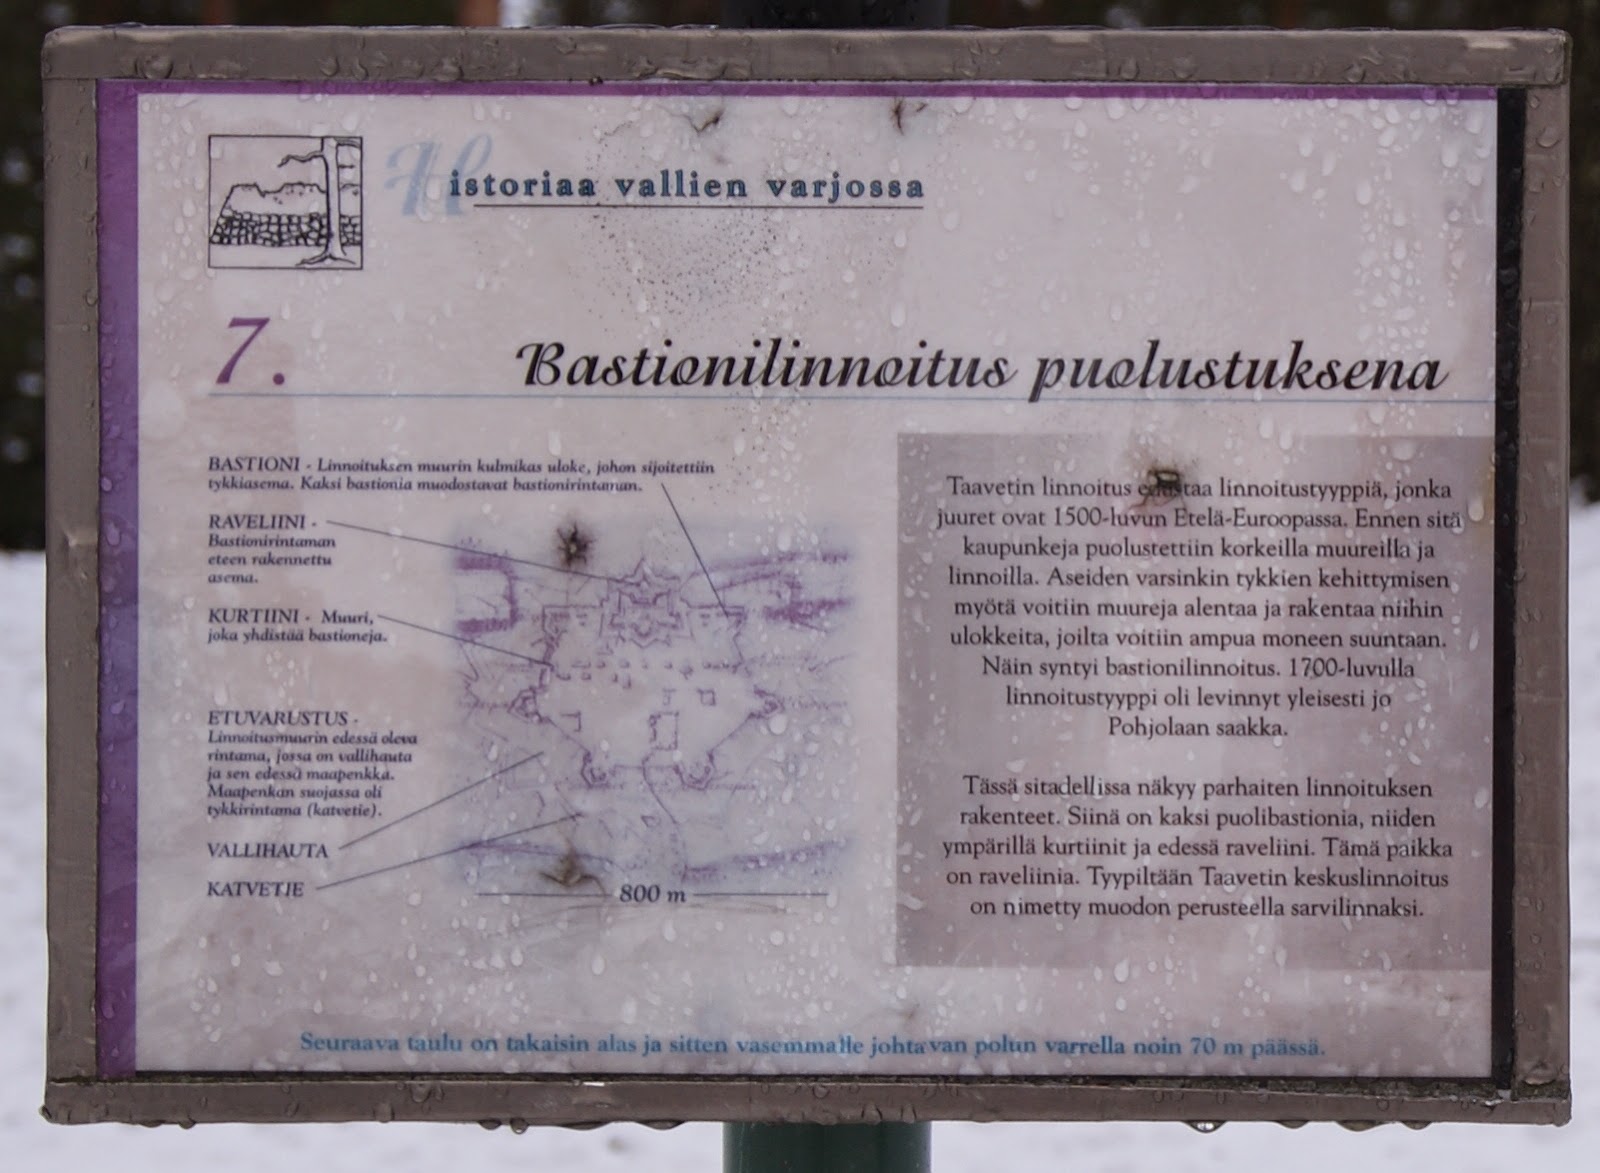 Historiaa vallien varjossa
7.
Bastionilinnoitus puolustuksena
BASTIONI - Linnoituksen muurin kulmikas uloke, johon sijoitettiin
tykkiasema. Kaksi bastionia muodostavat bastionirintaman.
RAVELIINI -
Bastionirintaman
eteen rakennettu
asema.
KURTIINI - Muuri,
joka yhdistää bastioneja.
ETUVARUSTUS -
Linnoitusmuurin edessä oleva
rintama, jossa on vallihauta
ja sen edessä maapenkka.
Maapenkan suojassa oli
tykkirintama (katvetie).
VALLIHAUTA
KATVETIE
800 m
Taavetin linnoitus edustaa linnoitustyyppiä, jonka
juuret ovat 1500-luvun Etelä-Euroopassa. Ennen sitä
kaupunkeja puolustettiin korkeilla muureilla ja
linnoilla. Aseiden varsinkin tykkien kehittymisen
myötä voitiin muureja alentaa ja rakentaa niihin
ulokkeita, joilta voitiin ampua moneen suuntaan.
Näin syntyi bastionilinnoitus. 1700-luvulla
linnoitustyyppi oli levinnyt yleisesti jo
Pohjolaan saakka.
Tässä sitadellissa näkyy parhaiten linnoituksen
rakenteet. Siinä on kaksi puolibastionia, niiden
ympärillä kurtiinit ja edessä raveliini. Tämä paikka
on raveliinia. Tyypiltään Taavetin keskuslinnoitus
on nimetty muodon perusteella sarvilinnaksi.
Seuraava taulu on takaisin alas ja sitten vasemmalle johtavan polun varrella noin 70 m päässä.